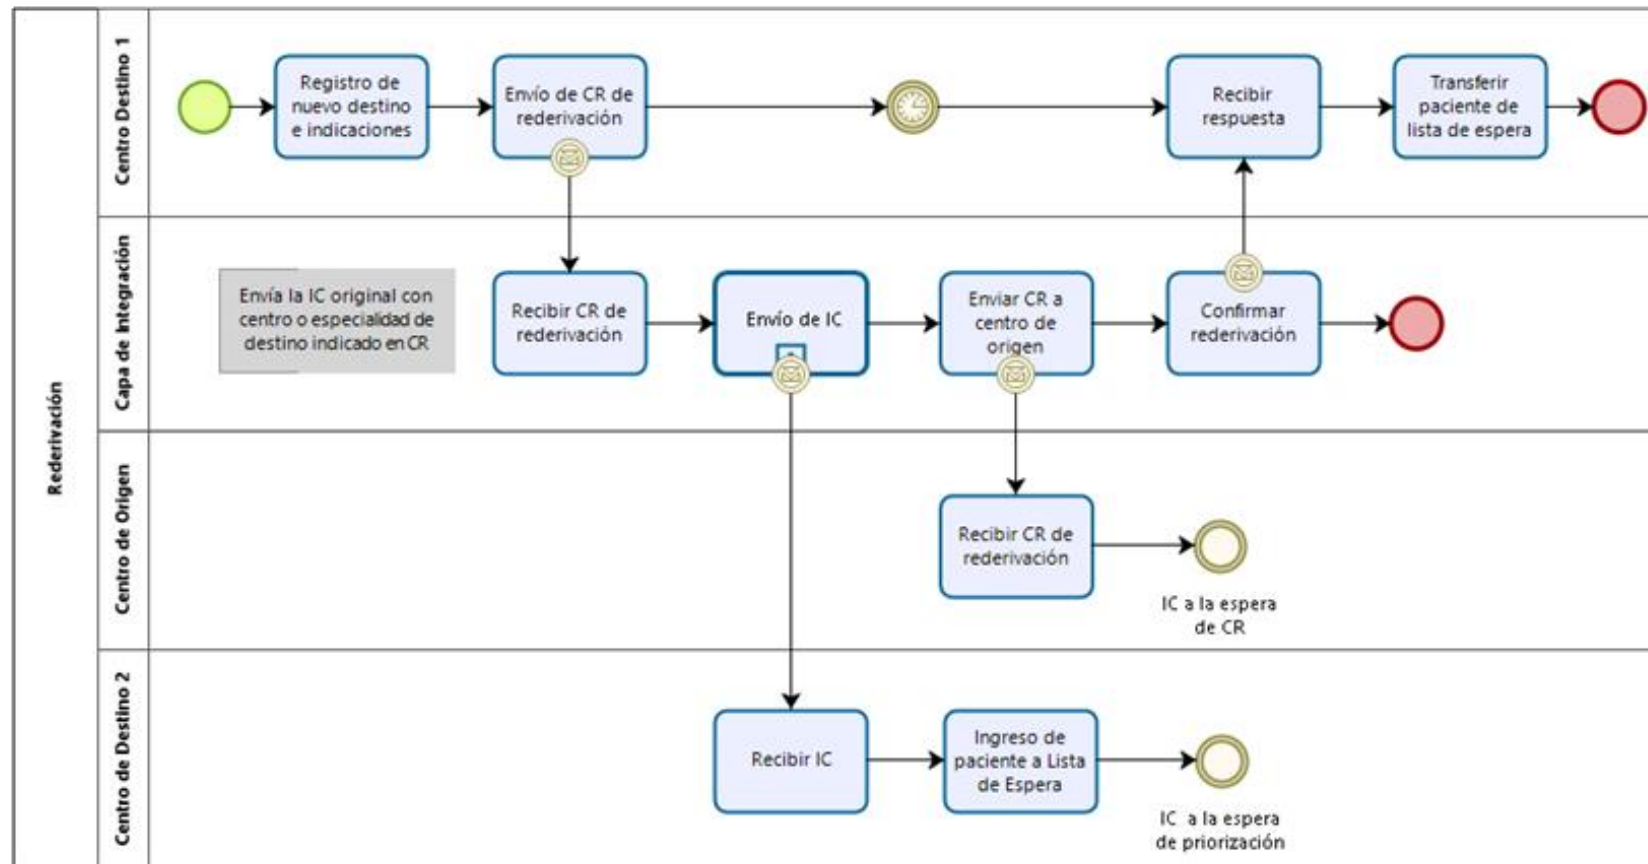 Rederivación
Centro Destino 1
Registro de
nuevo destino
e indicaciones
Envío de CR de
rederivación
Recibir
respuesta
Transferir
paciente de
lista de espera
Capa de Integración
Envía la IC original con
centro o especialidad de
destino indicado en CR
Recibir CR de
rederivación
Envío de IC
Enviar CR a
centro de
origen
Confirmar
rederivación
Centro de Origen
Recibir CR de
rederivación
IC a la espera
de CR
Centro de Destino 2
Recibir IC
Ingreso de
paciente a Lista
de Espera
IC a la espera
de priorización